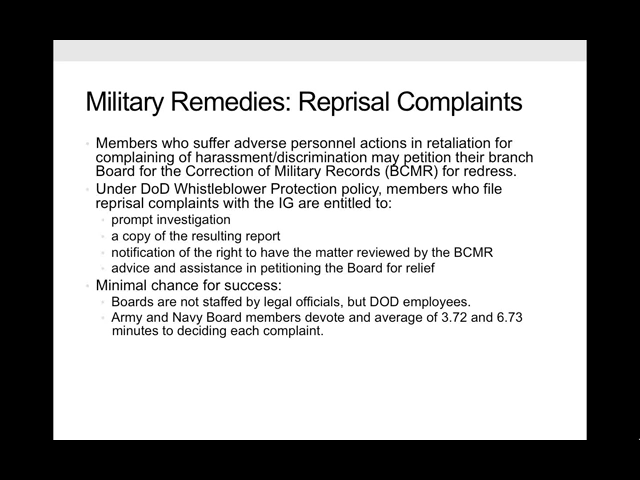 Military Remedies: Reprisal Complaints
Members who suffer adverse personnel actions in retaliation for
complaining of harassment/discrimination may petition their branch
Board for the Correction of Military Records (BCMR) for redress.
Under DoD Whistleblower Protection policy, members who file
reprisal complaints with the IG are entitled to:
prompt investigation
a copy of the resulting report
notification of the right to have the matter reviewed by the BCMR
advice and assistance in petitioning the Board for relief
Minimal chance for success:
Boards are not staffed by legal officials, but DOD employees.
Army and Navy Board members devote and average of 3.72 and 6.73
minutes to deciding each complaint.